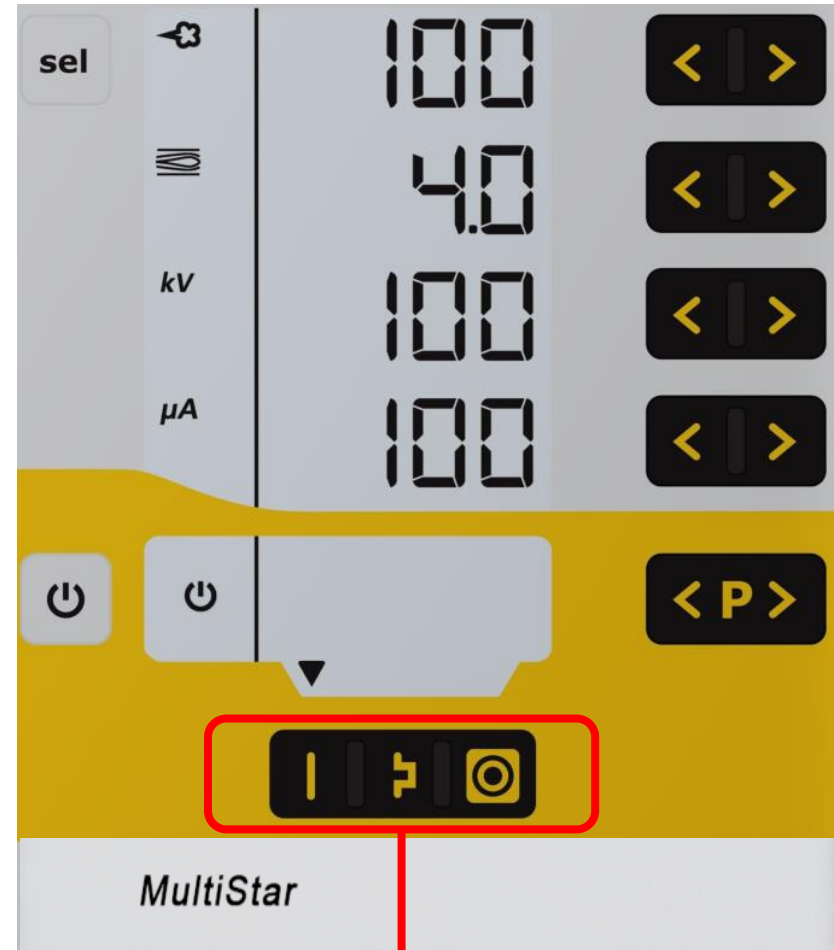 sel 100 < >
4.0 < >
kV 100 < >
μA 100 < >
< P >
MultiStar